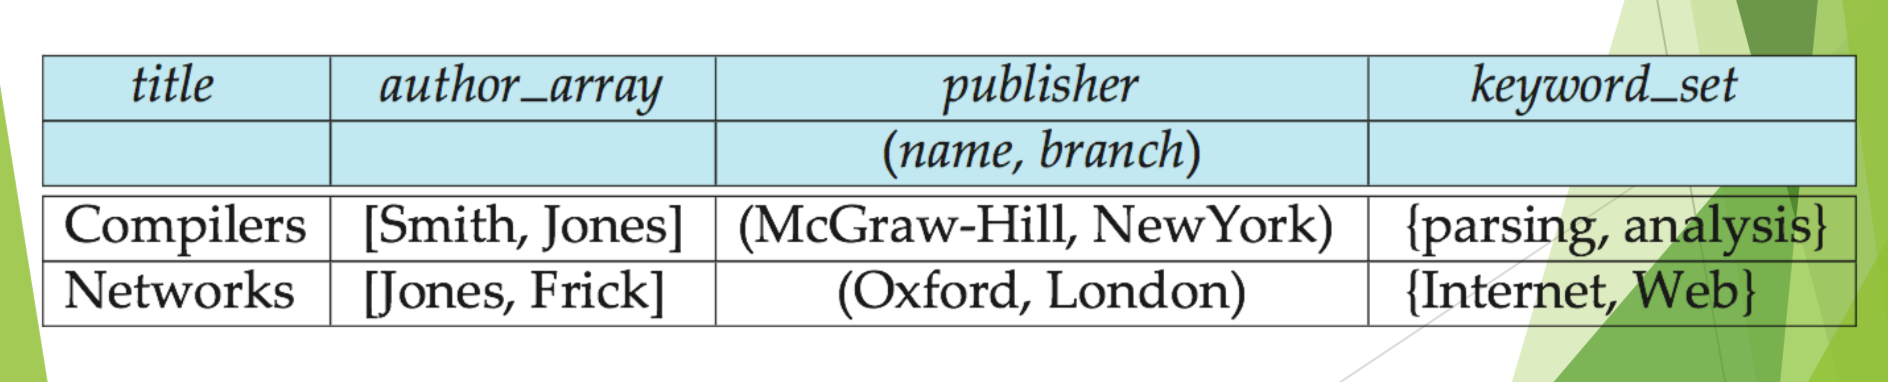 title author_array publisher keyword_set
(name, branch)
Compilers [Smith, Jones] (McGraw-Hill, NewYork) {parsing, analysis}
Networks [Jones, Frick] (Oxford, London) {Internet, Web}